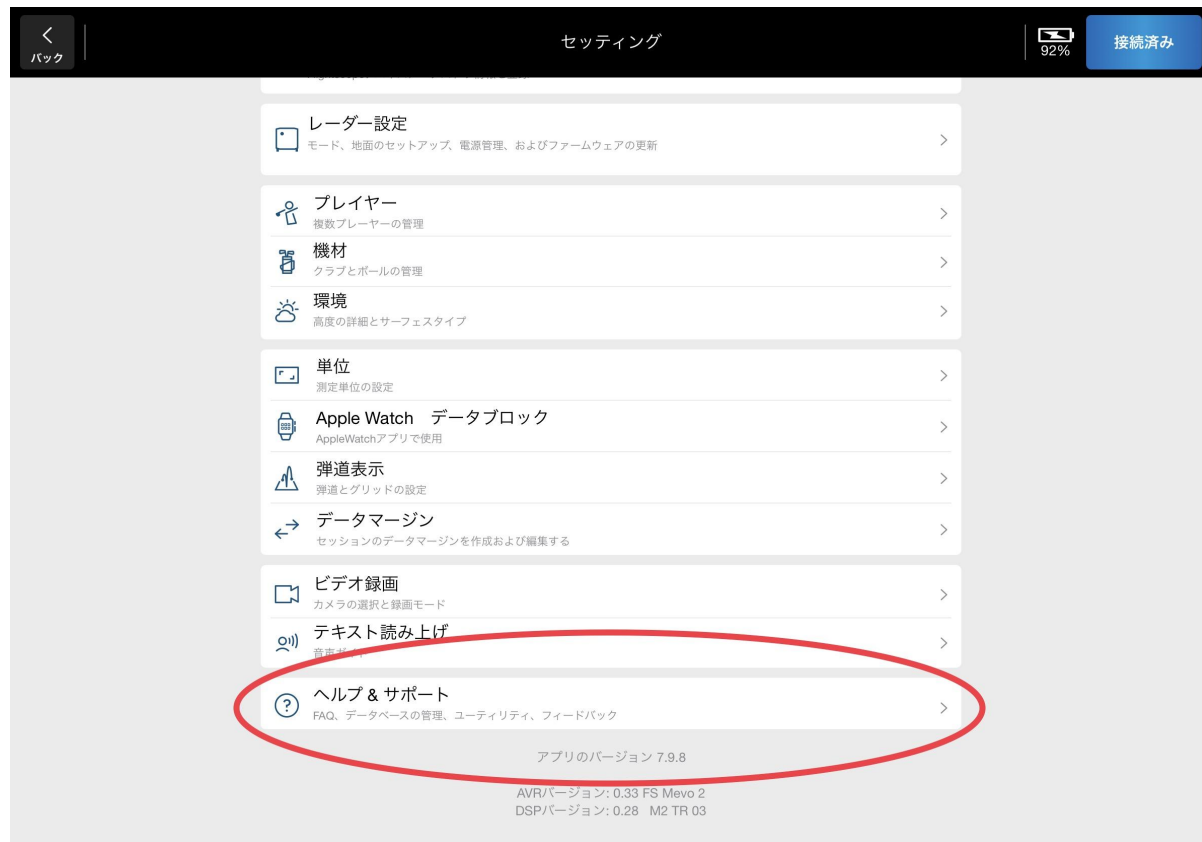 バック
セッティング
92%
接続済み
レーダー設定
モード、地面のセットアップ、電源管理、およびファームウェアの更新
プレイヤー
複数プレーヤーの管理
機材
クラブとボールの管理
環境
高度の詳細とサーフェスタイプ
単位
測定単位の設定
Apple Watch　データブロック
AppleWatchアプリで使用
弾道表示
弾道とグリッドの設定
データマージン
セッションのデータマージンを作成および編集する
ビデオ録画
カメラの選択と録画モード
テキスト読み上げ
音声ガイド
ヘルプ & サポート
FAQ、データベースの管理、ユーティリティ、フィードバック
アプリのバージョン 7.9.8
AVRバージョン: 0.33 FS Mevo 2
DSPバージョン: 0.28 M2 TR 03